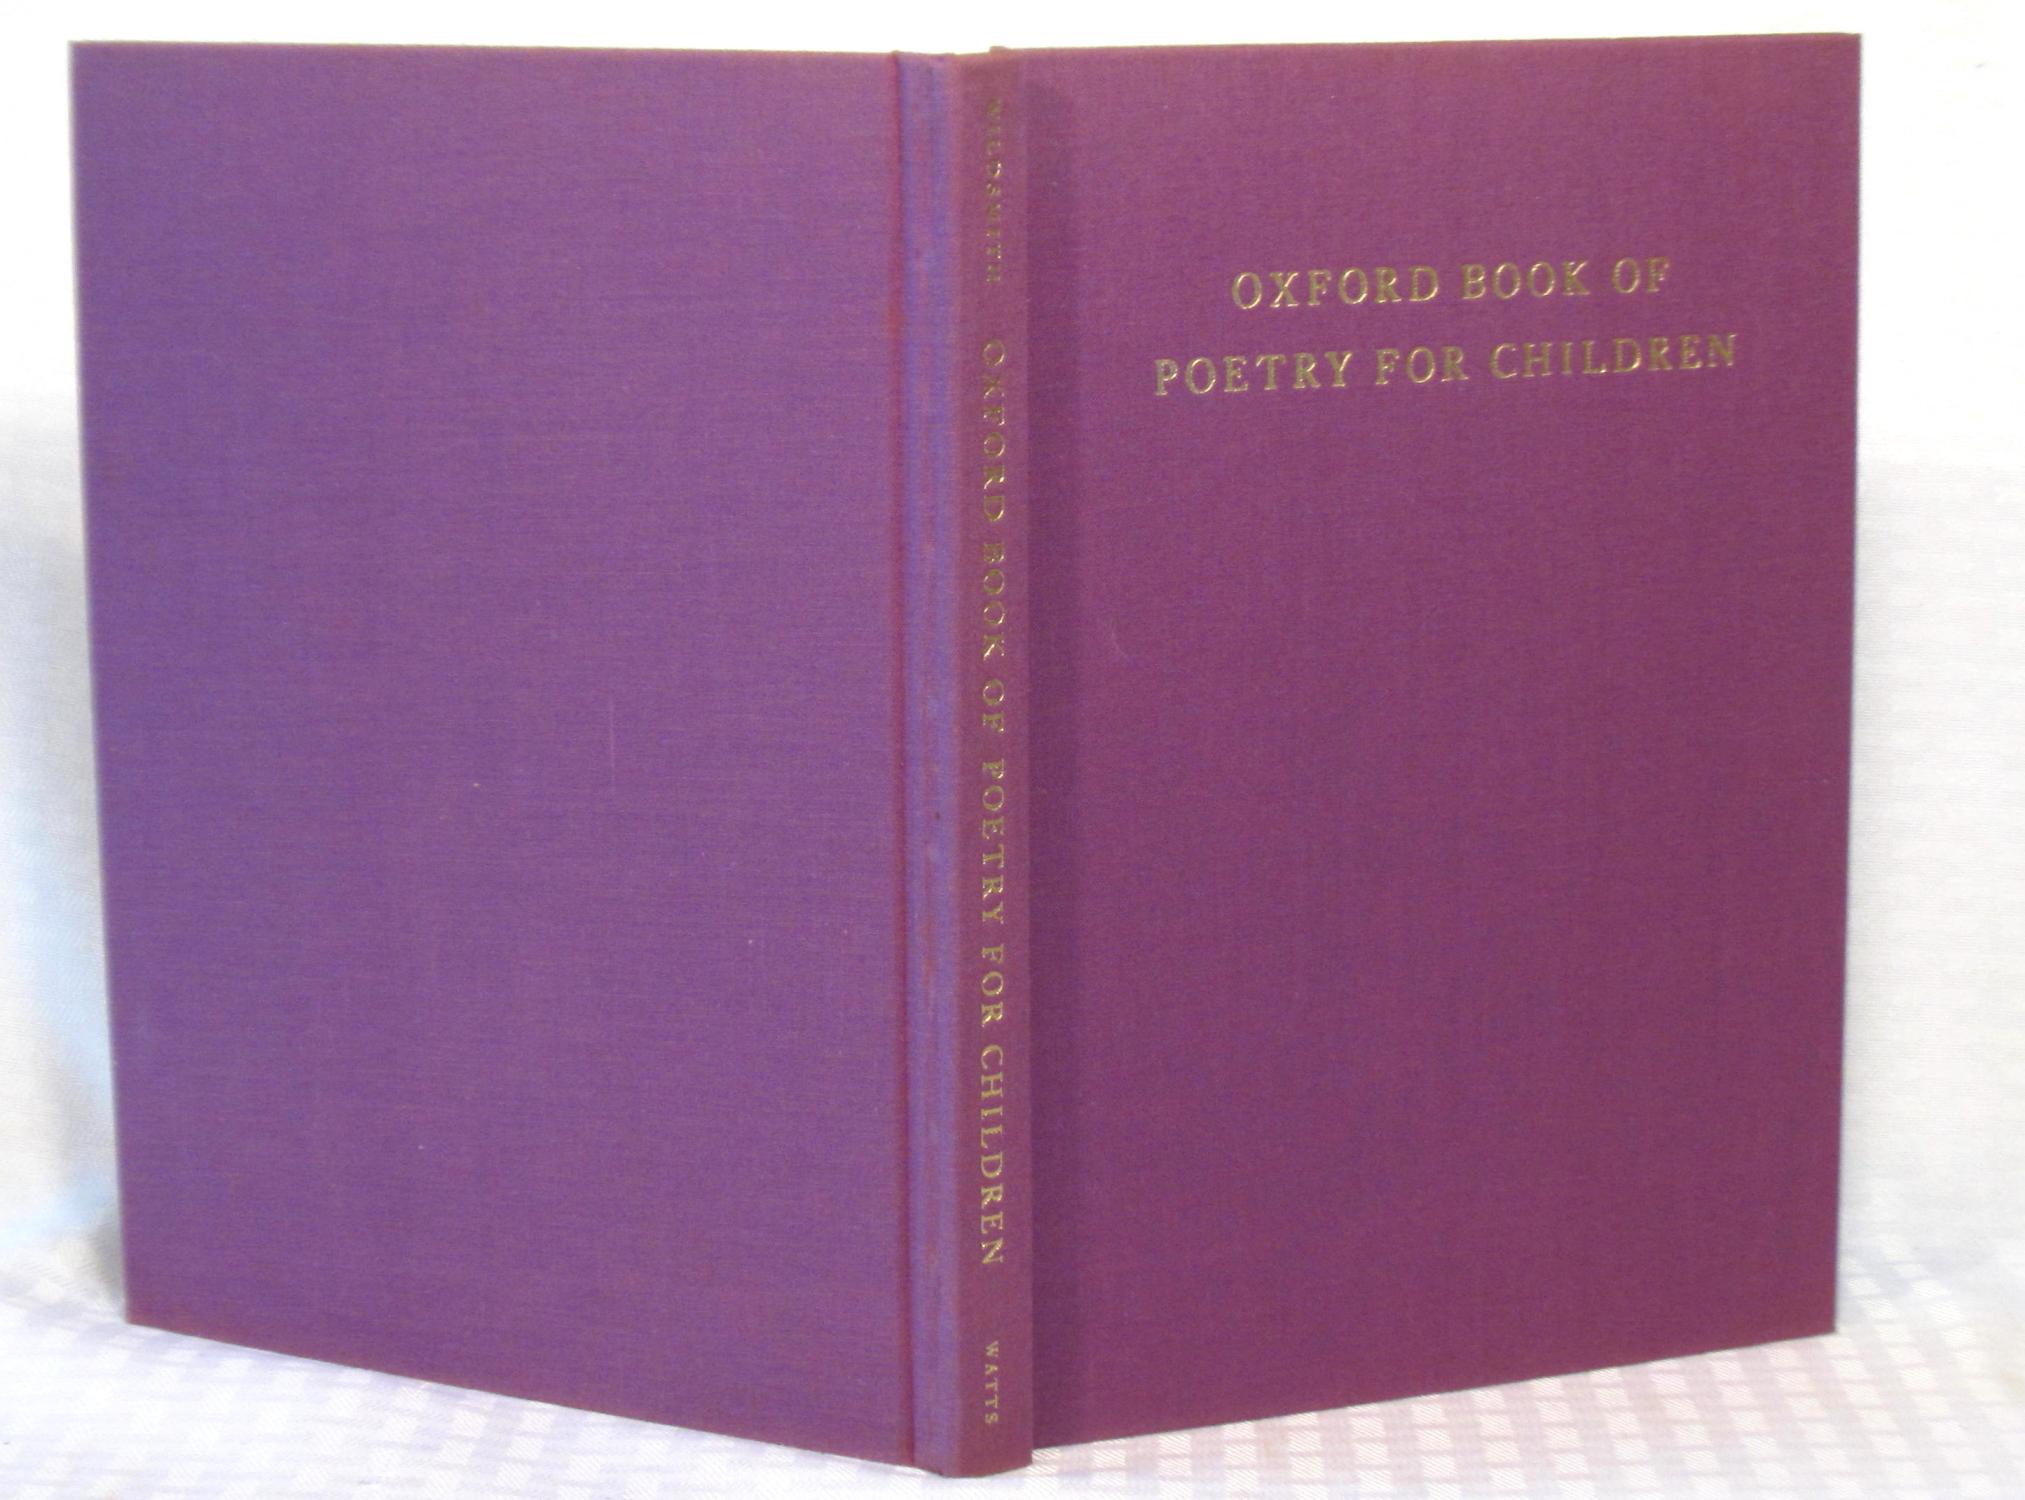 WILDSMITH OXFORD BOOK OF POETRY FOR CHILDREN WATTS
OXFORD BOOK OF
POETRY FOR CHILDREN